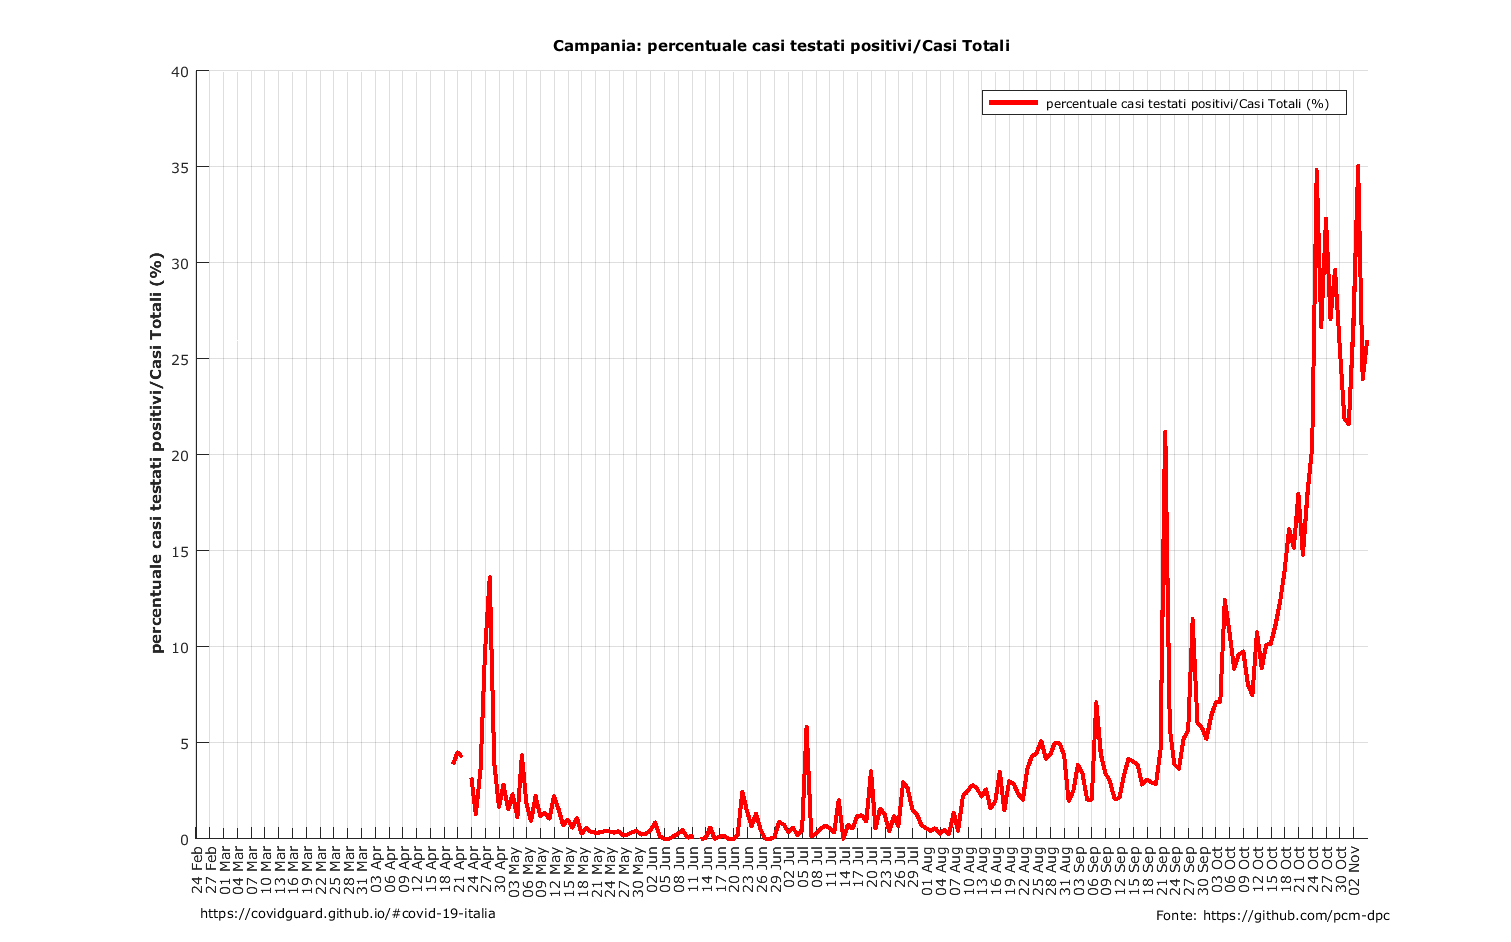 Campania: percentuale casi testati positivi/Casi Totali
percentuale casi testati positivi/Casi Totali (%)
percentuale casi testati positivi/Casi Totali (%)
40
35
30
25
20
15
10
5
0
24 Feb
27 Feb
01 Mar
04 Mar
07 Mar
10 Mar
13 Mar
16 Mar
19 Mar
22 Mar
25 Mar
28 Mar
31 Mar
03 Apr
06 Apr
09 Apr
12 Apr
15 Apr
18 Apr
21 Apr
24 Apr
27 Apr
30 Apr
03 May
06 May
09 May
12 May
15 May
18 May
21 May
24 May
27 May
30 May
02 Jun
05 Jun
08 Jun
11 Jun
14 Jun
17 Jun
20 Jun
23 Jun
26 Jun
29 Jun
02 Jul
05 Jul
08 Jul
11 Jul
14 Jul
17 Jul
20 Jul
23 Jul
26 Jul
29 Jul
01 Aug
04 Aug
07 Aug
10 Aug
13 Aug
16 Aug
19 Aug
22 Aug
25 Aug
28 Aug
31 Aug
03 Sep
06 Sep
09 Sep
12 Sep
15 Sep
18 Sep
21 Sep
24 Sep
27 Sep
30 Sep
03 Oct
06 Oct
09 Oct
12 Oct
15 Oct
18 Oct
21 Oct
24 Oct
27 Oct
30 Oct
02 Nov
https://covidguard.github.io/#covid-19-italia
Fonte: https://github.com/pcm-dpc